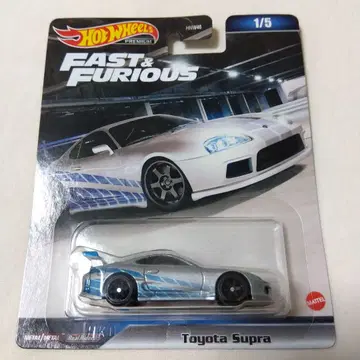 HOT WHEELS
PREMIUM
1/5
FAST & FURIOUS
MATTEL
Toyota Supra